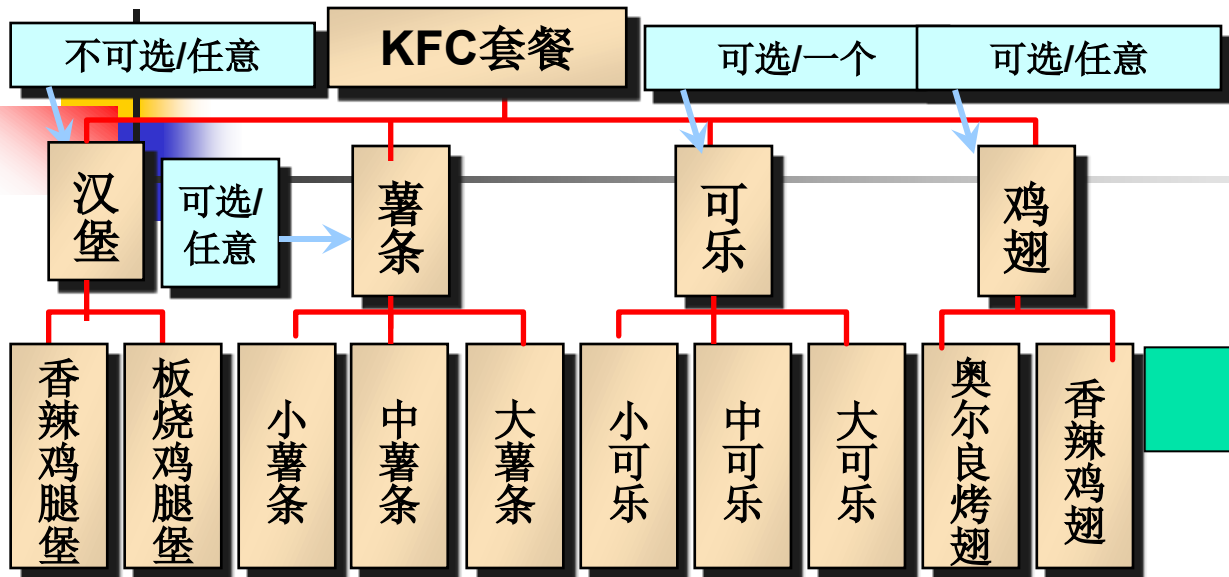 不可选/任意
KFC套餐
可选/一个
可选/任意
汉堡
可选/
任意
薯条
可乐
鸡翅
香辣鸡腿堡
板烧鸡腿堡
小薯条
中薯条
大薯条
小可乐
中可乐
大可乐
奥尔良烤翅
香辣鸡翅